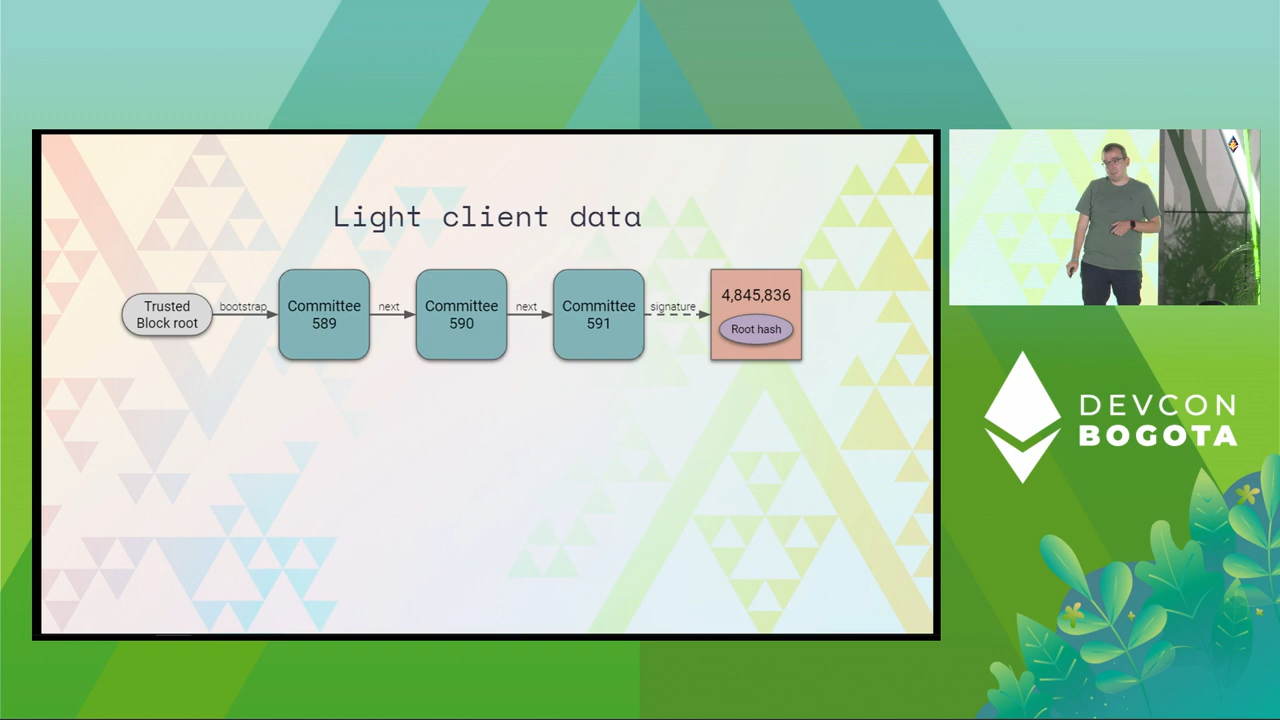 Light client data
Trusted
Block root
bootstrap
Committee
589
next
Committee
590
next
Committee
591
signature
4,845,836
Root hash
DEVCON
BOGOTA